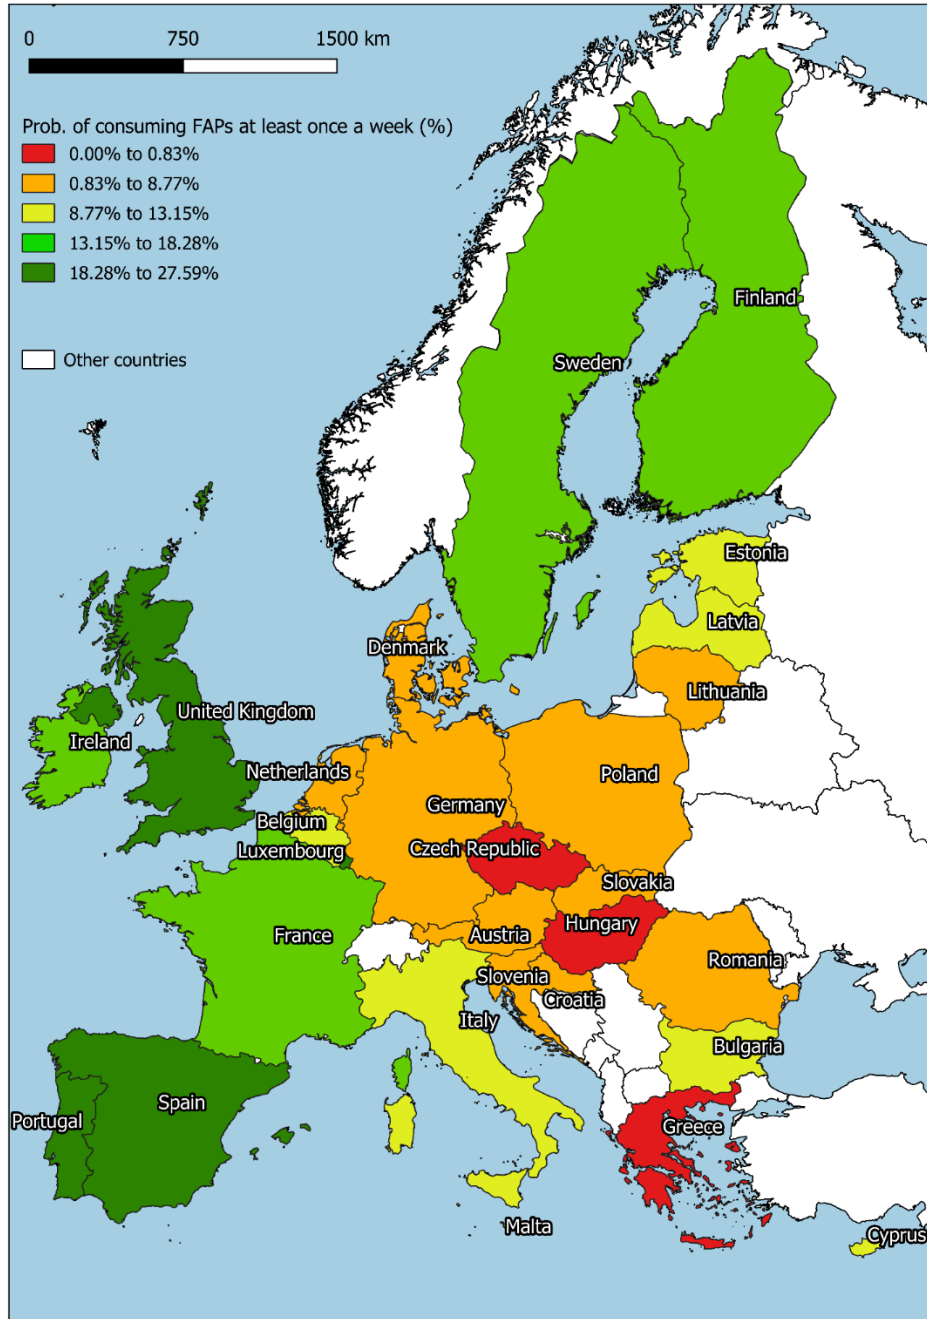 0 750 1500 km
Prob. of consuming FAPs at least once a week (%)
0.00% to 0.83%
0.83% to 8.77%
8.77% to 13.15%
13.15% to 18.28%
18.28% to 27.59%
Other countries
Finland
Sweden
Estonia
Latvia
Denmark
Lithuania
United Kingdom
Ireland
Netherlands
Poland
Germany
Belgium
Czech Republic
Luxembourg
Slovakia
Hungary
France
Austria
Romania
Slovenia
Croatia
Italy
Bulgaria
Spain
Portugal
Greece
Malta
Cyprus